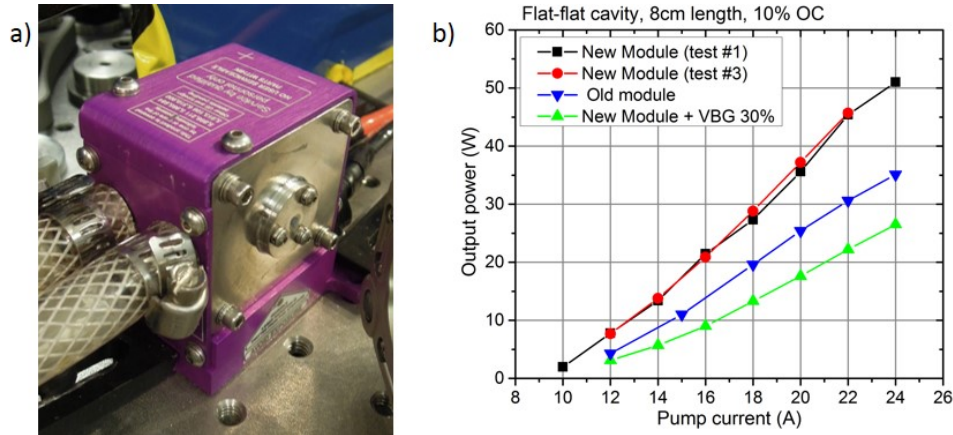 a)
b)
Flat-flat cavity, 8cm length, 10% OC
New Module (test #1)
New Module (test #3)
Old module
New Module + VBG 30%
Output power (W)
60
50
40
30
20
10
0
8 10 12 14 16 18 20 22 24 26
Pump current (A)